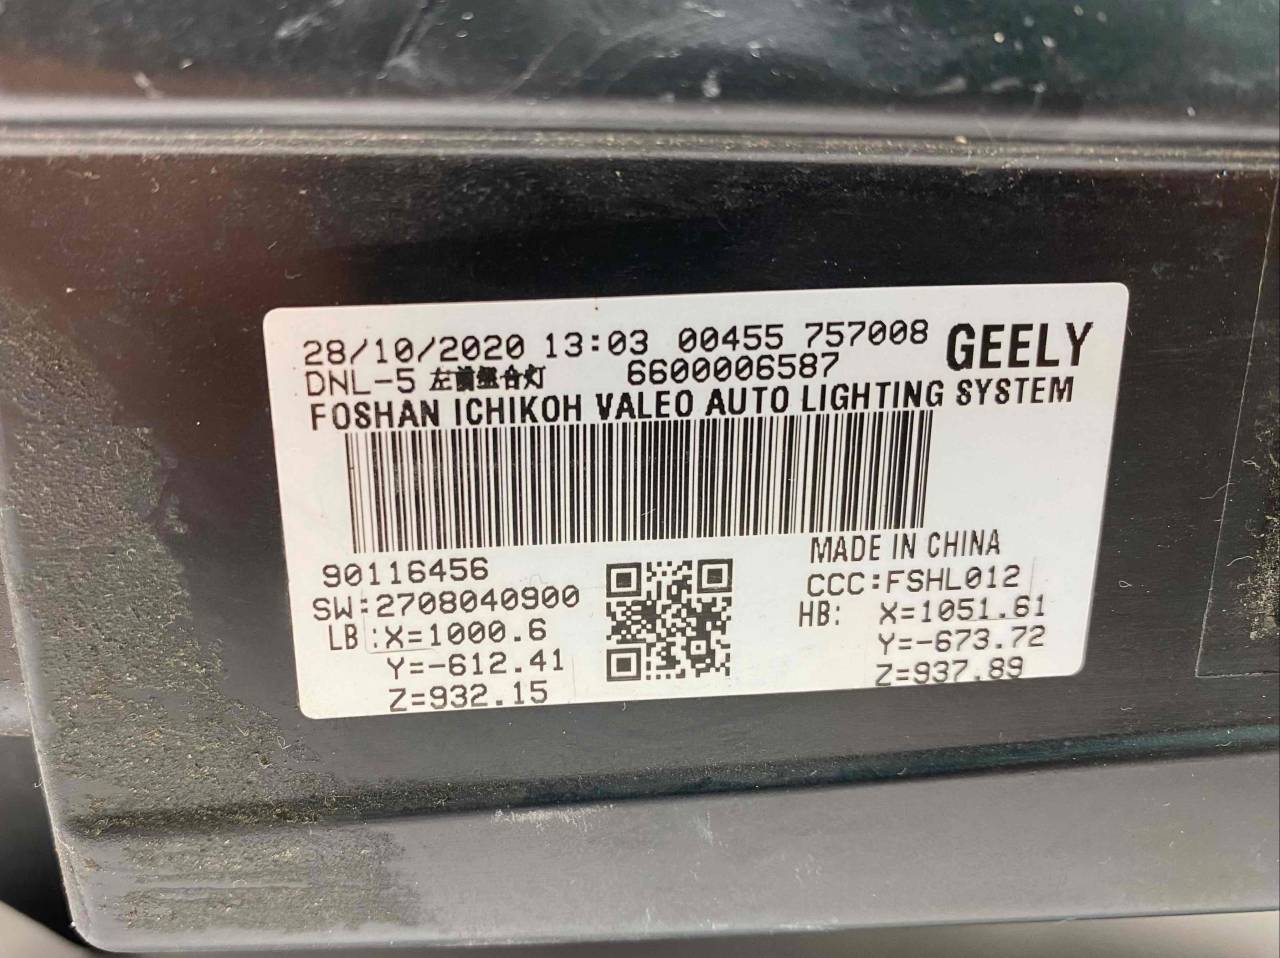 28/10/2020 13:03 00455 757008 GEELY
DNL-5 左前组合灯 6600006587
FOSHAN ICHIKOH VALEO AUTO LIGHTING SYSTEM
90116456
MADE IN CHINA
SW:2708040900
CCC:FSHL012
LB:X=1000.6
HB: X=1051.61
Y=-612.41
Y=-673.72
Z=932.15
Z=937.89